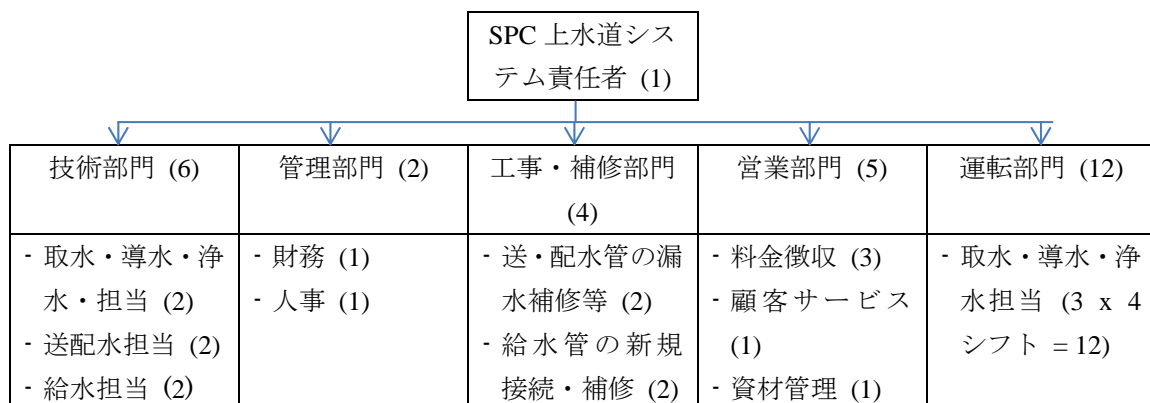 SPC 上水道シス
テム責任者 (1)
技術部門 (6)
管理部門 (2)
工事・補修部門
(4)
営業部門 (5)
運転部門 (12)
- 取水・導水・浄
水・担当 (2)
- 送配水担当 (2)
- 給水担当 (2)
- 財務 (1)
- 人事 (1)
- 送・配水管の漏
水補修等 (2)
- 給水管の新規
接続・補修 (2)
- 料金徴収 (3)
- 顧客サービス
(1)
- 資材管理 (1)
- 取水・導水・浄
水担当 (3 x 4
シフト = 12)